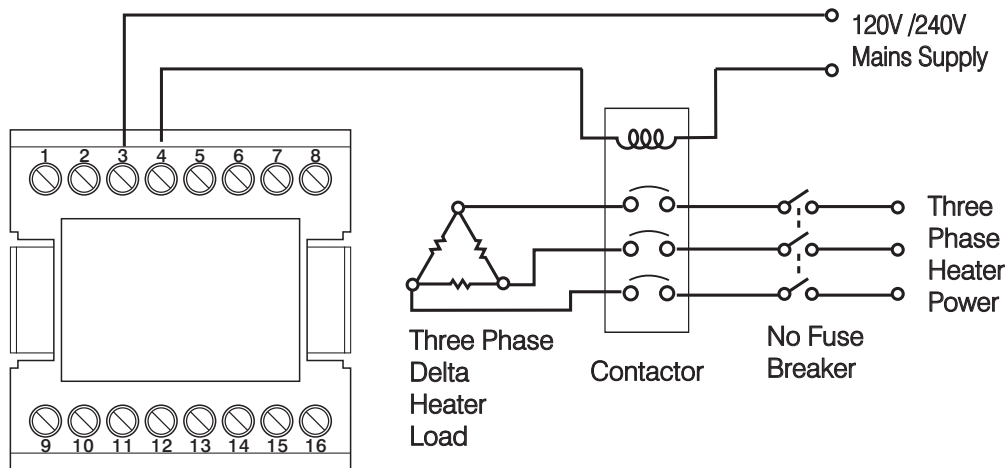 120V /240V
Mains Supply
1 2 3 4 5 6 7 8
Three
Phase
Heater
Power
Three Phase
Delta
Heater
Load
Contactor
No Fuse
Breaker
9 10 11 12 13 14 15 16